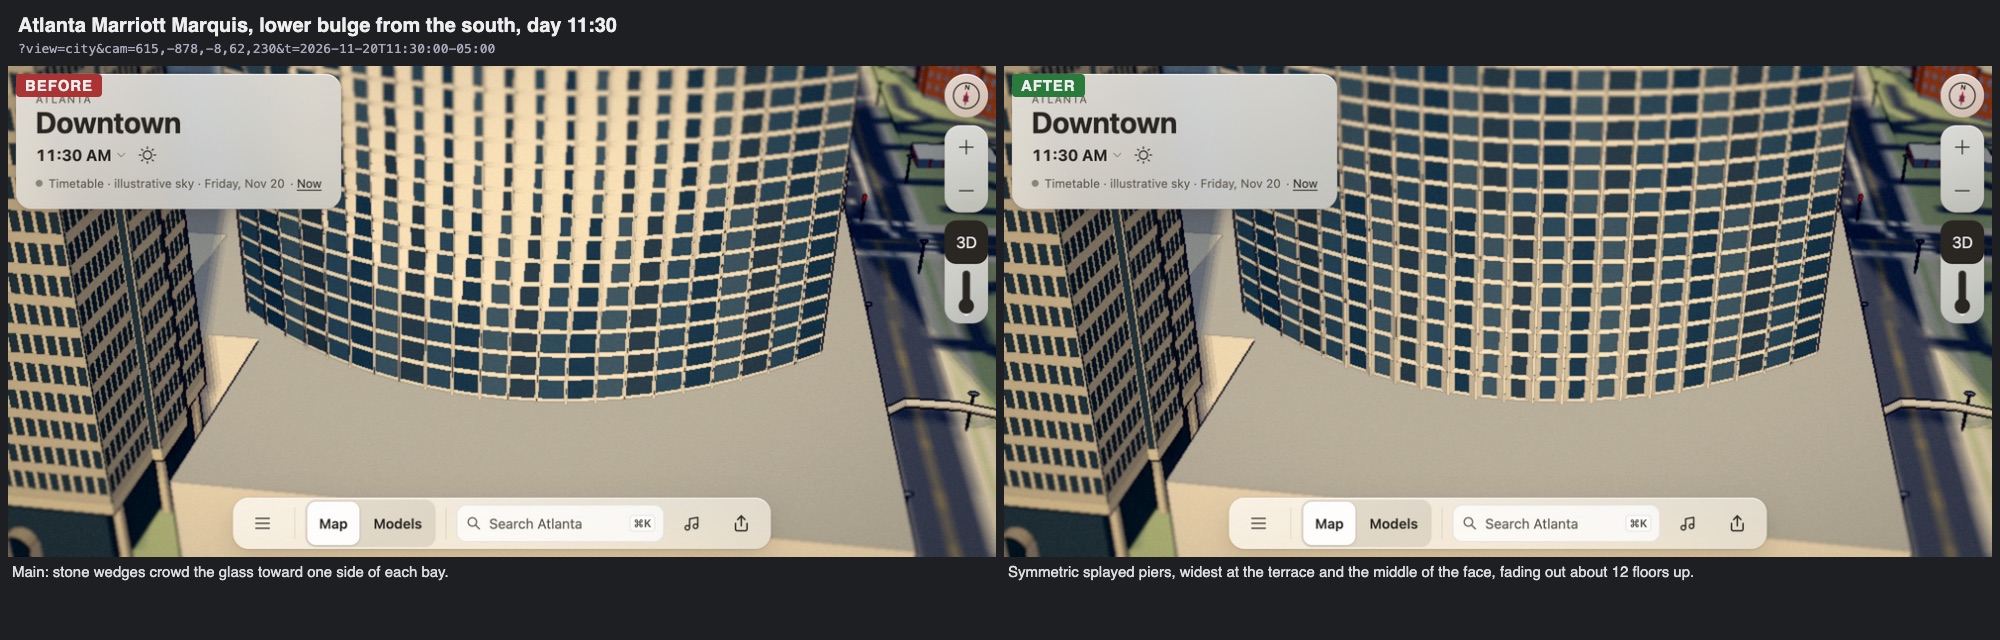 Atlanta Marriott Marquis, lower bulge from the south, day 11:30
?view=city&cam=615,-878,-8,62,230&t=2026-11-20T11:30:00-05:00
BEFORE
ATLANTA
Downtown
11:30 AM
Timetable · illustrative sky · Friday, Nov 20 · Now
N
+
−
3D
Map
Models
Search Atlanta
⌘K
Main: stone wedges crowd the glass toward one side of each bay.
AFTER
ATLANTA
Downtown
11:30 AM
Timetable · illustrative sky · Friday, Nov 20 · Now
N
+
−
3D
Map
Models
Search Atlanta
⌘K
Symmetric splayed piers, widest at the terrace and the middle of the face, fading out about 12 floors up.